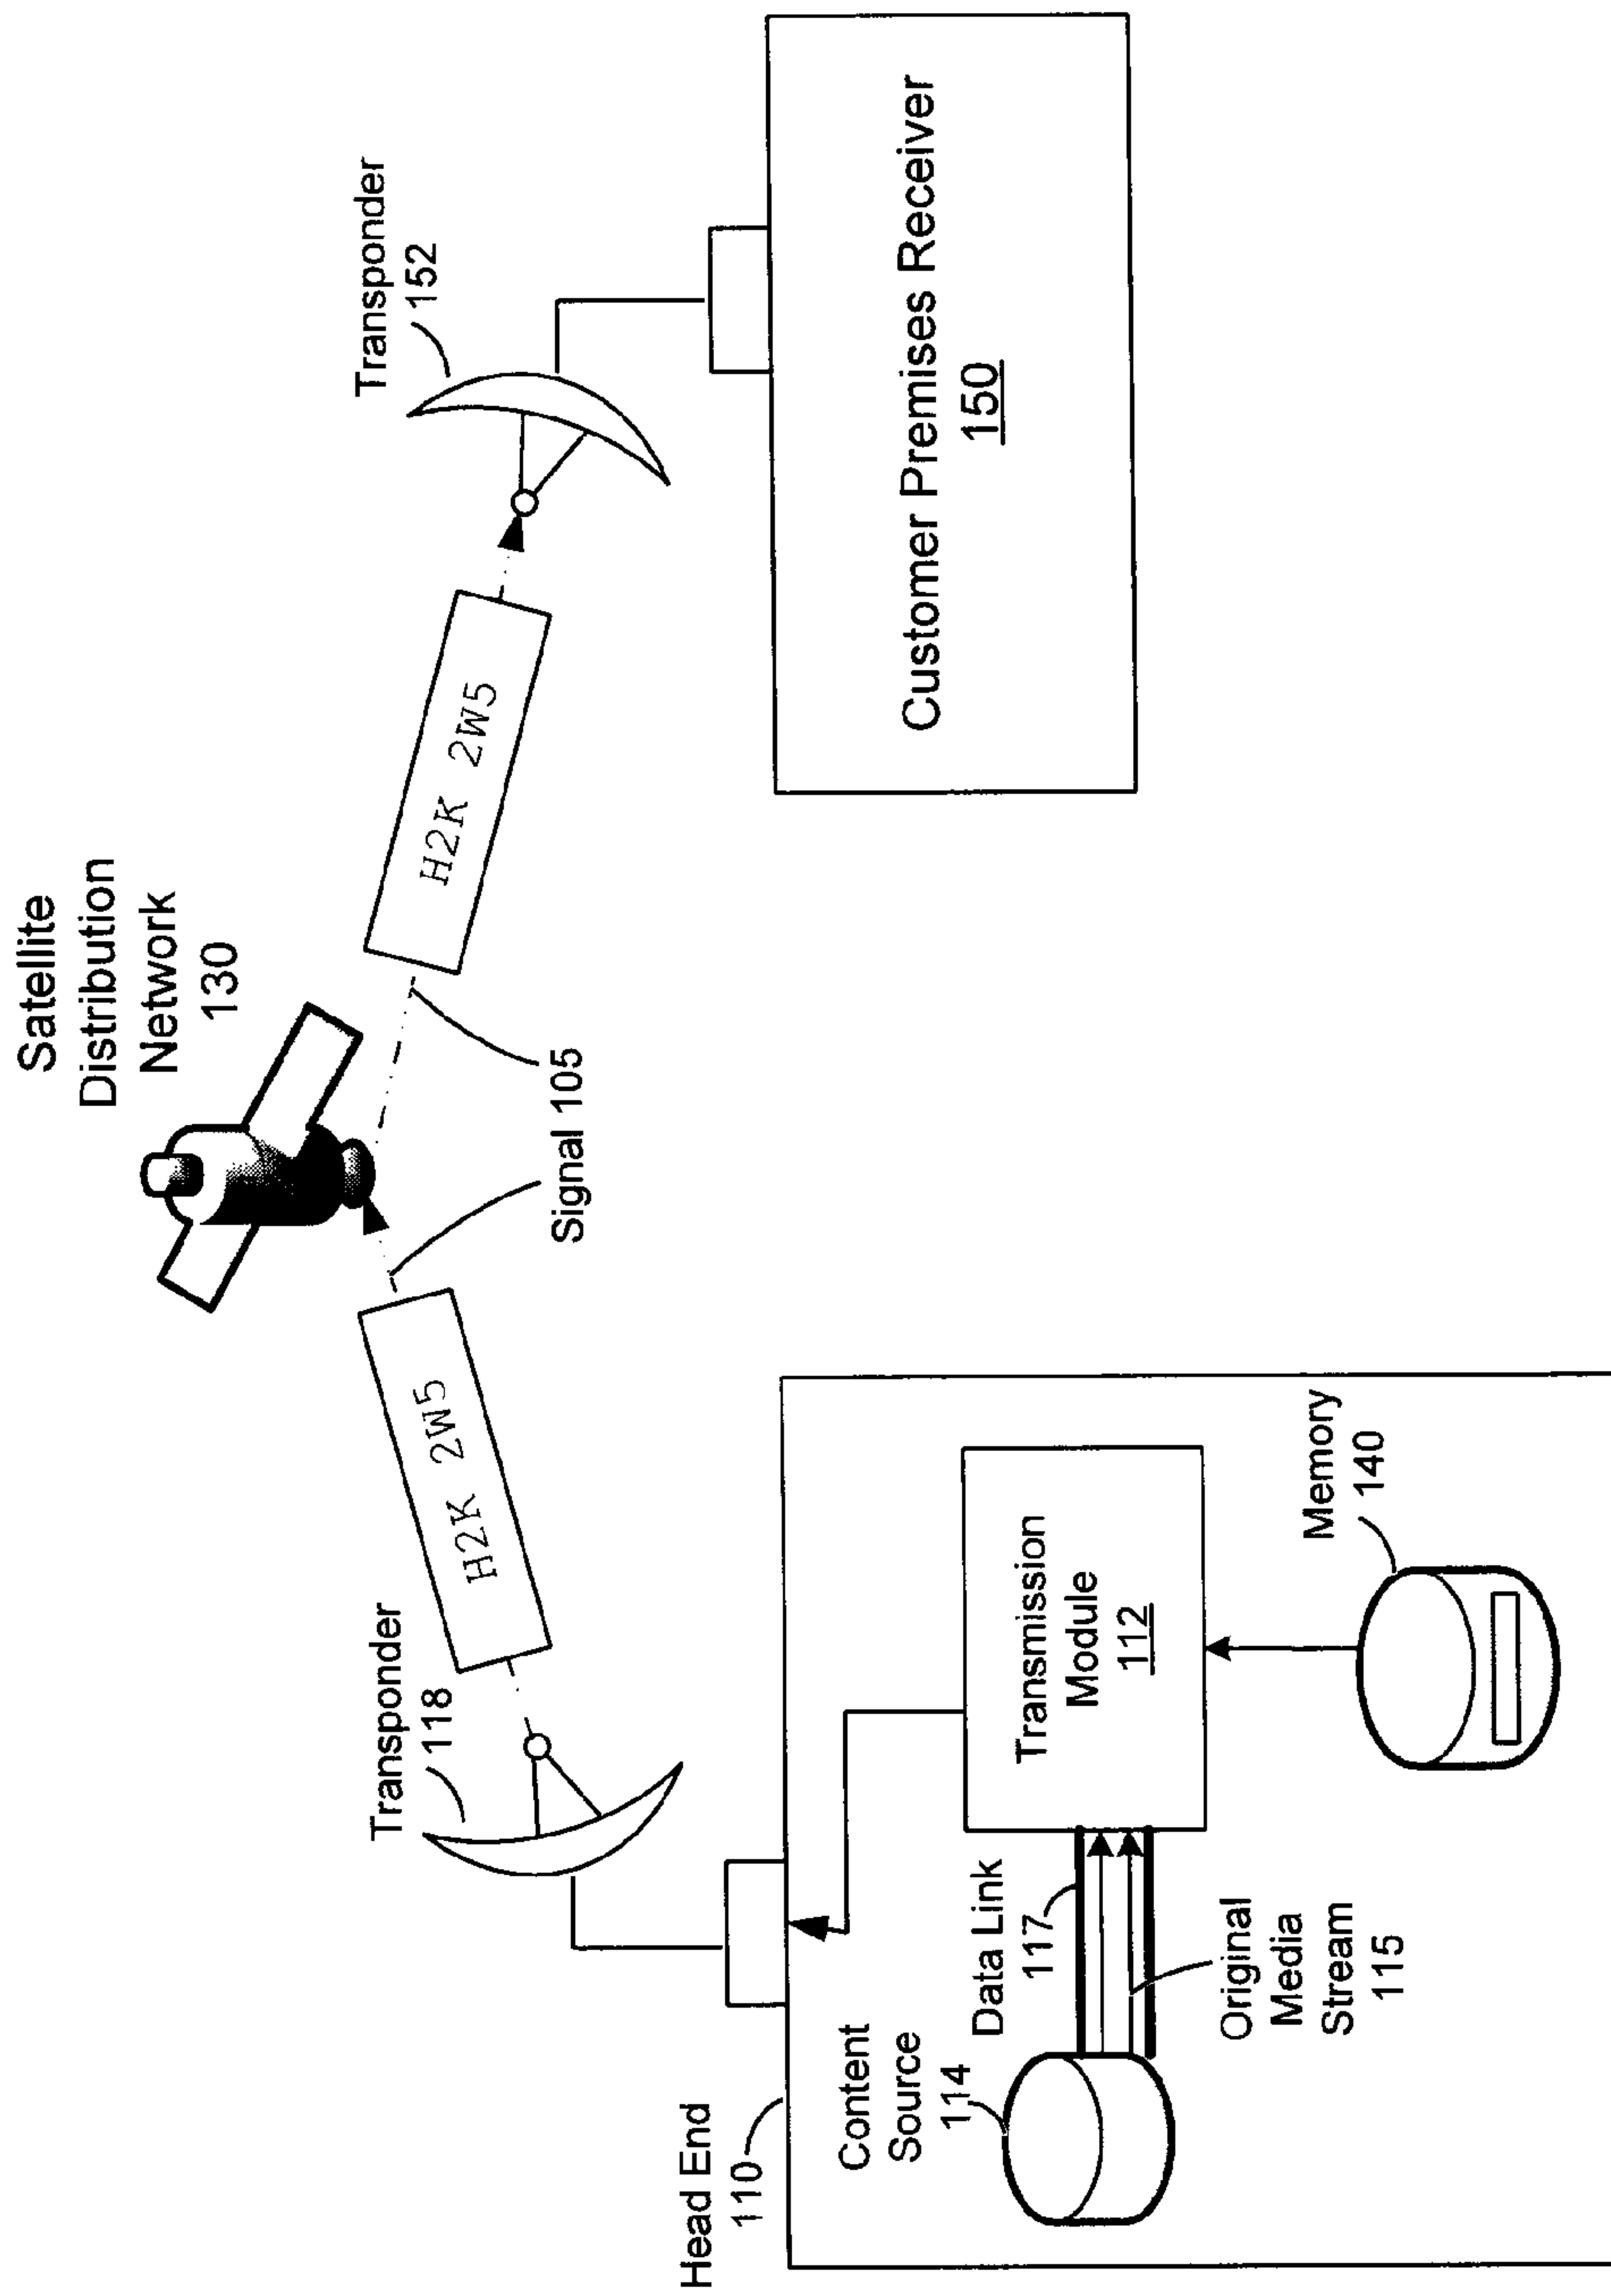 Satellite
Distribution
Network
130
Transponder
118
H2K 2W5
Signal 105
H2K 2W5
Transponder
152
Head End
110
Content
Source
114
Data Link
117
Original
Media
Stream
115
Transmission
Module
112
Memory
140
Customer Premises Receiver
150